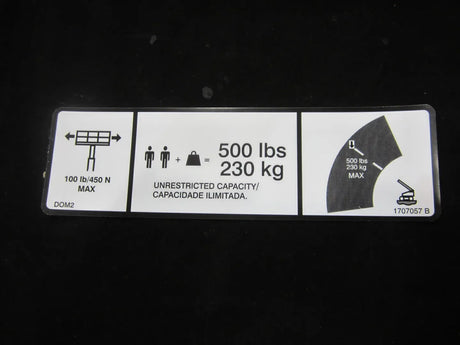 100 lb/450 N
MAX
DOM2
+ = 500 lbs
230 kg
UNRESTRICTED CAPACITY/
CAPACIDADE ILIMITADA.
500 lbs
230 kg
MAX
1707057 B